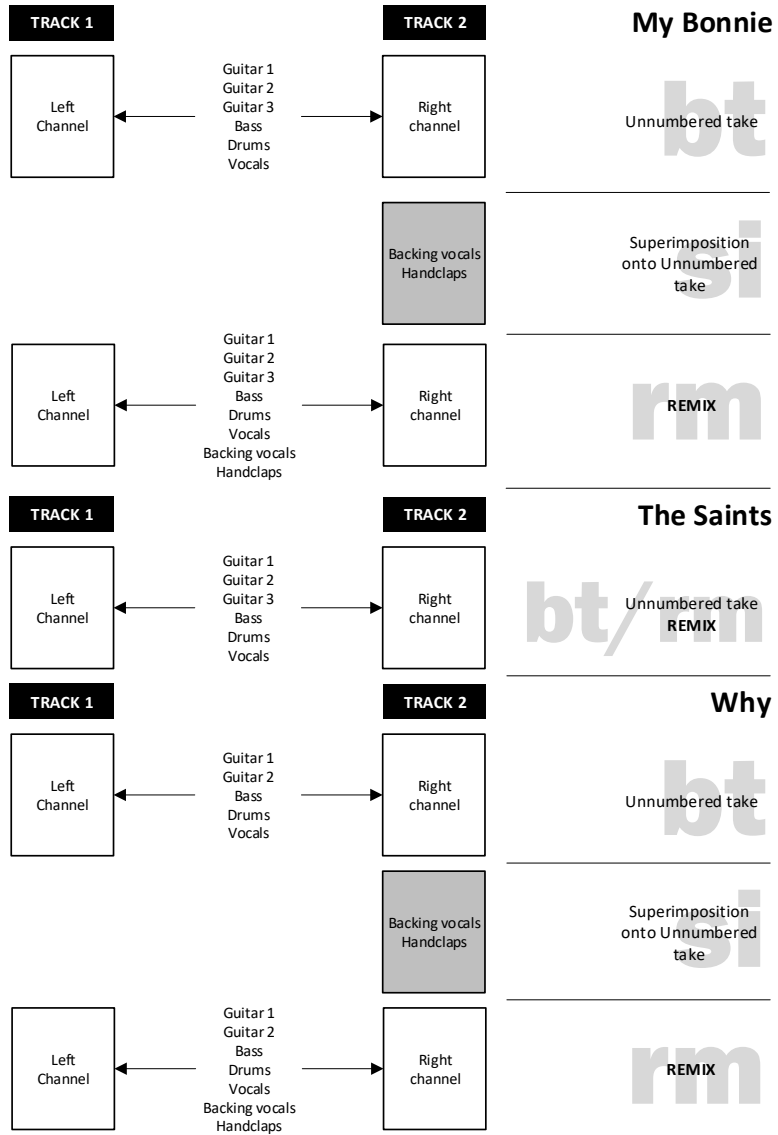 TRACK 1
TRACK 2
My Bonnie
Left
Channel
Guitar 1
Guitar 2
Guitar 3
Bass
Drums
Vocals
Right
channel
bt
Unnumbered take
Backing vocals
Handclaps
si
Superimposition
onto Unnumbered
take
Left
Channel
Guitar 1
Guitar 2
Guitar 3
Bass
Drums
Vocals
Backing vocals
Handclaps
Right
channel
rm
REMIX
TRACK 1
TRACK 2
The Saints
Left
Channel
Guitar 1
Guitar 2
Guitar 3
Bass
Drums
Vocals
Right
channel
bt/rm
Unnumbered take
REMIX
TRACK 1
TRACK 2
Why
Left
Channel
Guitar 1
Guitar 2
Bass
Drums
Vocals
Right
channel
bt
Unnumbered take
Backing vocals
Handclaps
si
Superimposition
onto Unnumbered
take
Left
Channel
Guitar 1
Guitar 2
Bass
Drums
Vocals
Backing vocals
Handclaps
Right
channel
rm
REMIX